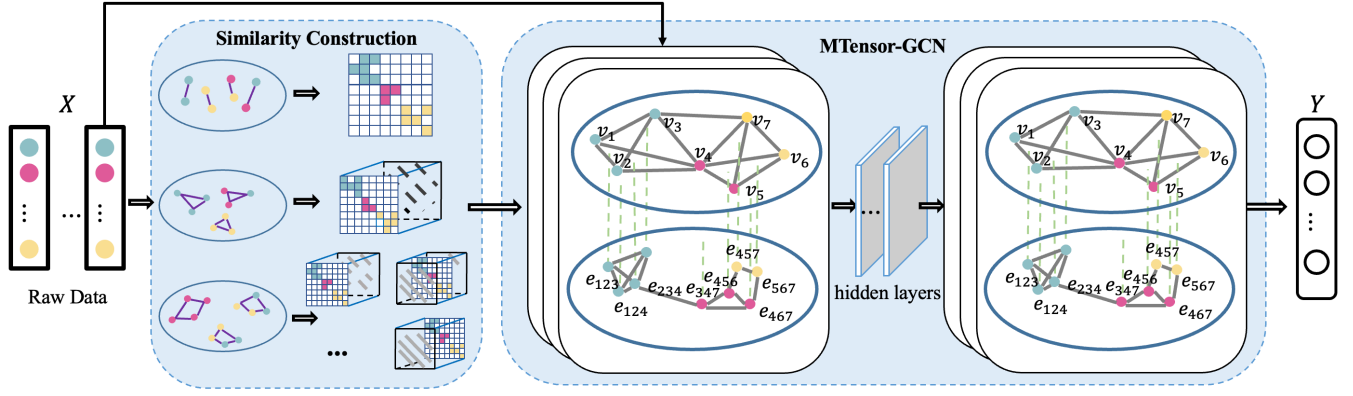 Similarity Construction
MTensor-GCN
X
Y
Raw Data
...
...
...
...
v1
v2
v3
v4
v5
v6
v7
e123
e124
e234
e347
e456
e457
e567
e467
...
hidden layers
v1
v2
v3
v4
v5
v6
v7
e123
e124
e234
e347
e456
e457
e567
e467
...